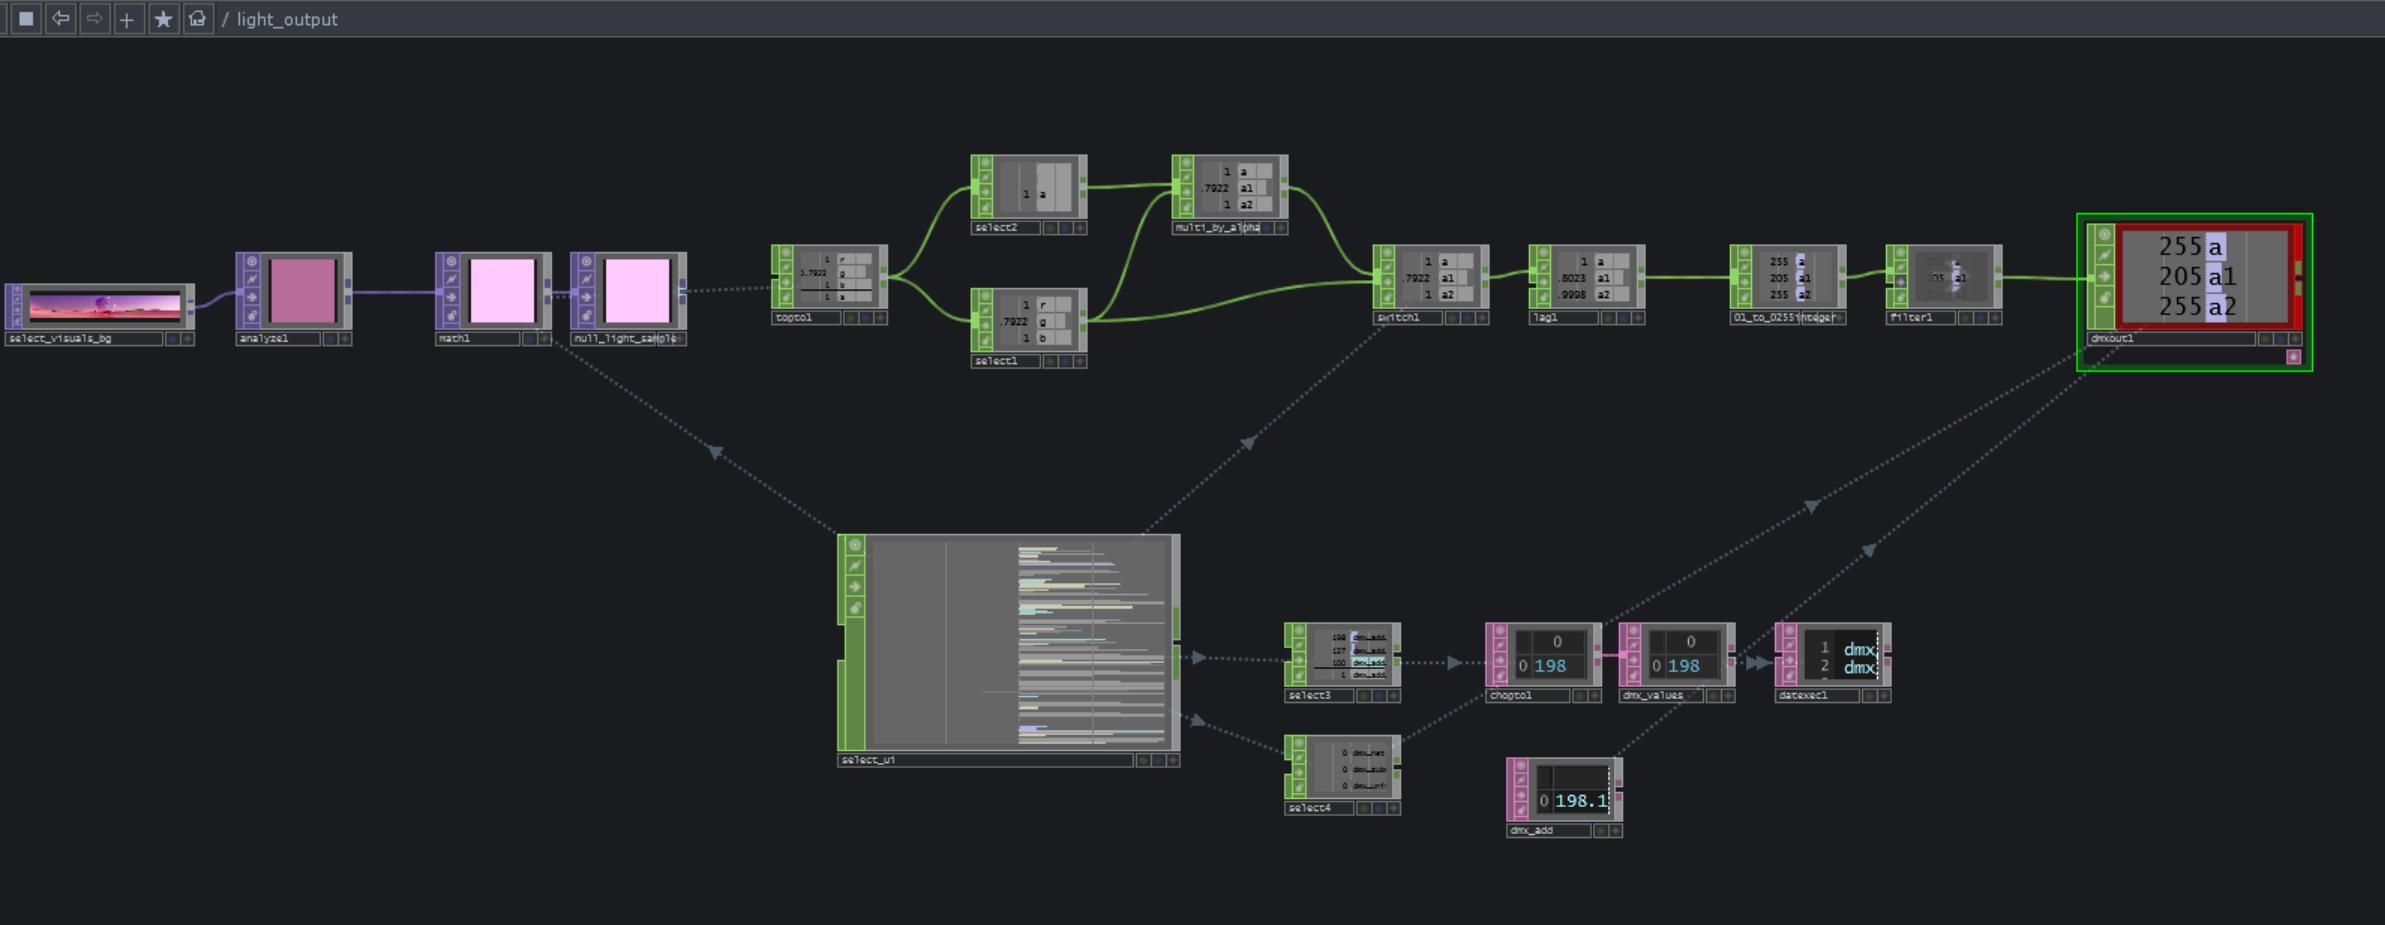 / light_output
select_visuals_bg
analyze1
math1
null_light_sample
1 r
0.7922 g
1 b
1 a
topto1
1 a
select2
1 r
.7922 g
1 b
select1
1 a
.7922 a1
1 a2
multi_by_alpha
1 a
.7922 a1
1 a2
switch1
1 a
.8023 a1
.9998 a2
lag1
255 a
205 a1
255 a2
01_to_0255integer
205 a1
filter1
255 a
205 a1
255 a2
dmxout1
select_ui
198 dmx_add
127 dmx_add
100 dmx_add
1 dmx_add
select3
0 dmx_net
0 dmx_sub
0 dmx_uni
select4
0
0 198
chopto1
0
0 198
dmx_values
1 dmx
2 dmx
datexec1
0 198.1
dmx_add